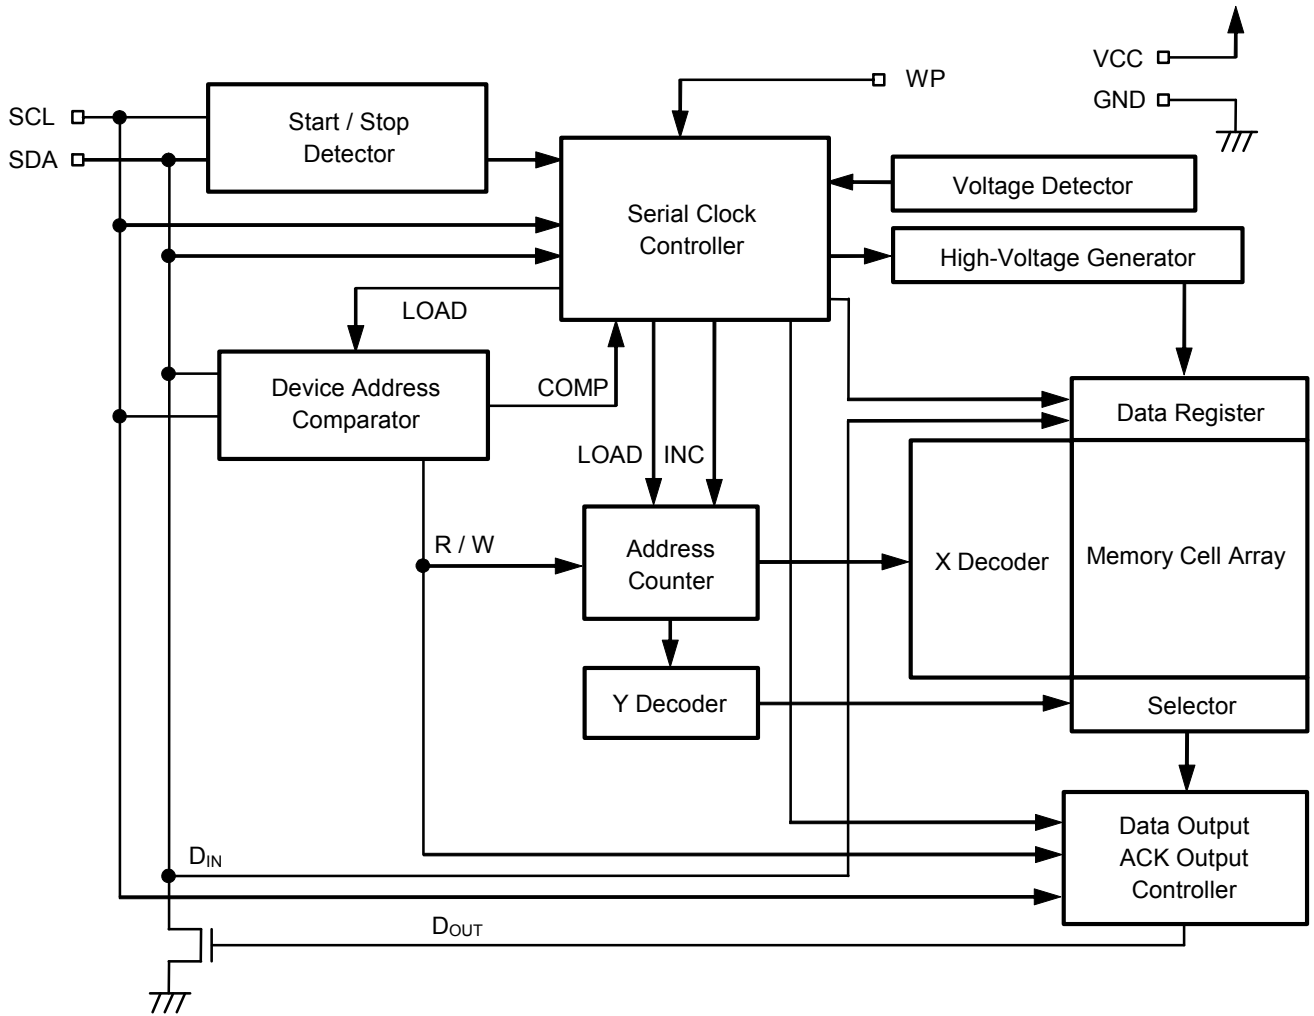 VCC
WP
GND
SCL
Start / Stop
Detector
SDA
Voltage Detector
Serial Clock
Controller
High-Voltage Generator
LOAD
Device Address
Comparator
COMP
Data Register
LOAD
INC
R / W
Address
Counter
X Decoder
Memory Cell Array
Y Decoder
Selector
Data Output
ACK Output
Controller
DIN
DOUT